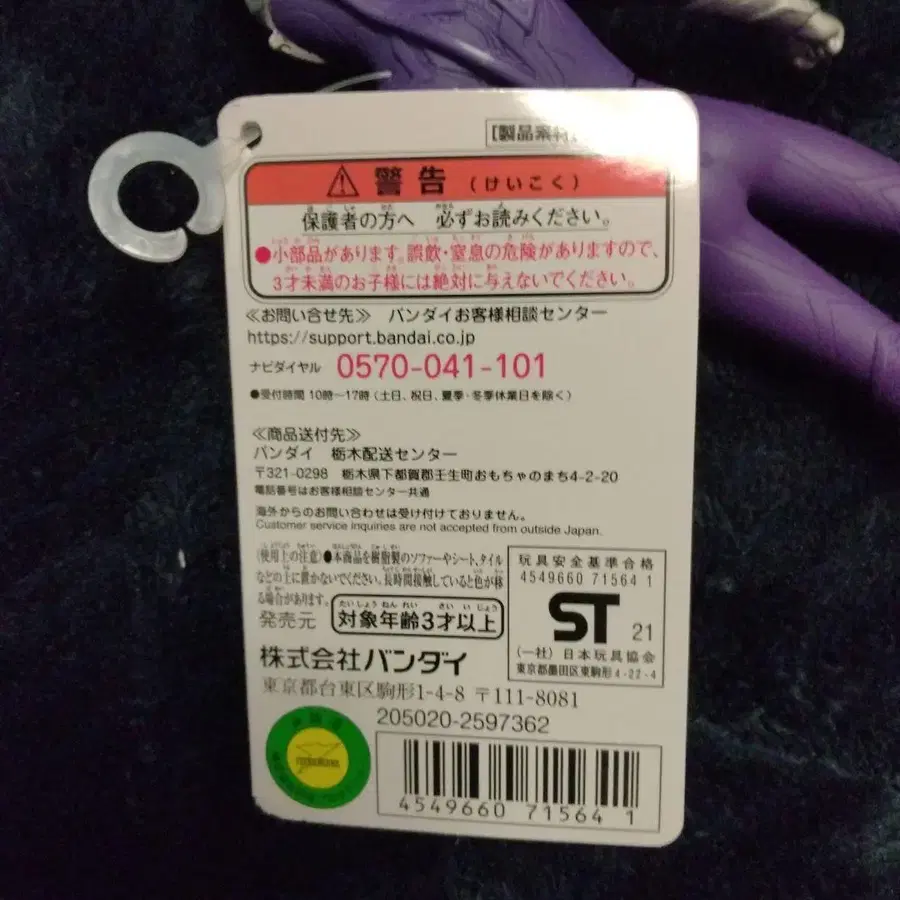 [製品素材
⚠ 警告 (けいこく)
保護者の方へ 必ずお読みください。
●小部品があります。誤飲・窒息の危険がありますので、
3才未満のお子様には絶対に与えないでください。
≪お問い合せ先≫ バンダイお客様相談センター
https://support.bandai.co.jp
ナビダイヤル 0570-041-101
●受付時間 10時~17時(土日、祝日、夏季・冬季休業日を除く)
≪商品送付先≫
バンダイ 栃木配送センター
〒321-0298 栃木県下都賀郡壬生町おもちゃのまち4-2-20
電話番号はお客様相談センター共通
海外からのお問い合わせは受け付けておりません。
Customer service inquiries are not accepted from outside Japan.
〈使用上の注意〉●本商品を樹脂製のソファーやシート、タイル
などの上に置かないでください。長時間接触していると色が移
る場合があります。
発売元 対象年齢3才以上
株式会社バンダイ
東京都台東区駒形1-4-8 〒111-8081
205020-2597362
玩具安全基準合格
4549660 71564 1
ST 21
(一社) 日本玩具協会
東京都墨田区東駒形4-22-4
4549660 71564 1